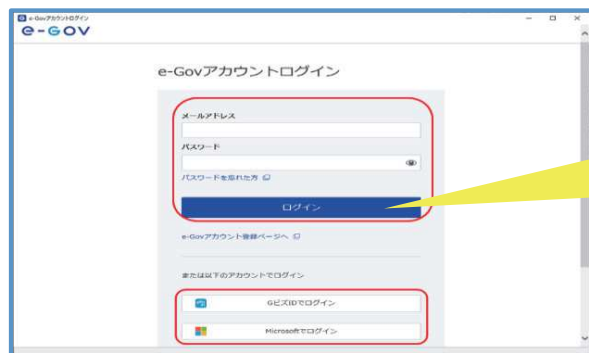 e-Govアカウントログイン
e-GOV
e-Govアカウントログイン
メールアドレス
パスワード
パスワードを忘れた方
ログイン
e-Govアカウント登録ページへ
または以下のアカウントでログイン
GビズIDでログイン
Microsoftでログイン